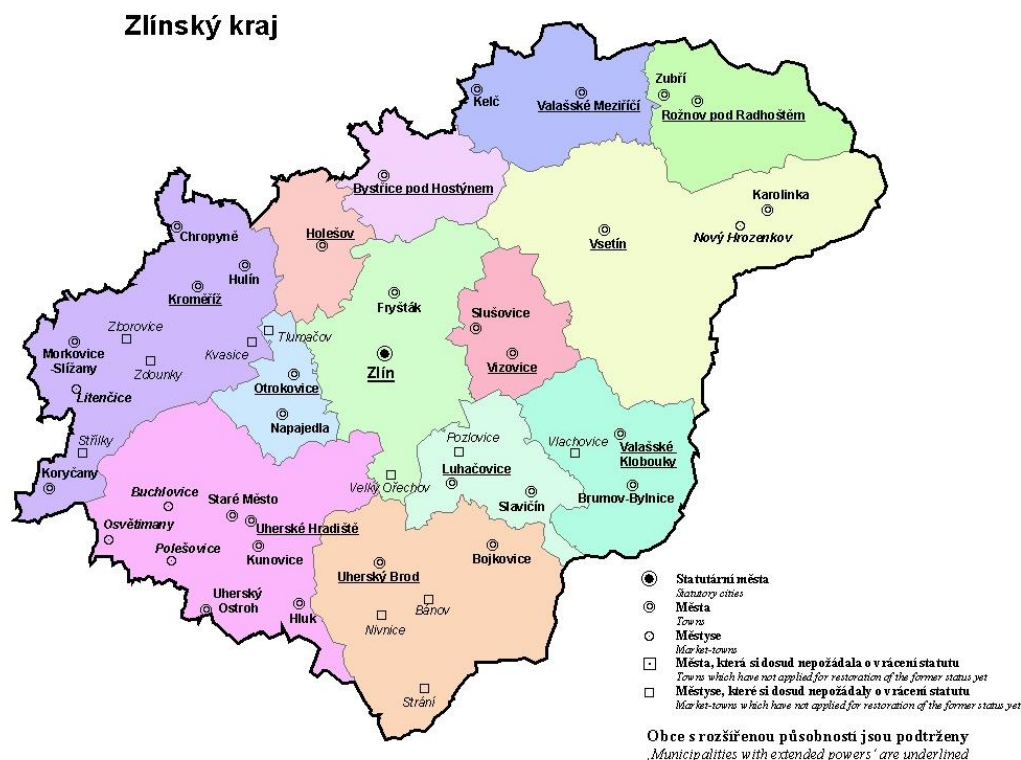 Zlínský kraj
Kelč
Valašské Meziříčí
Zubří
Rožnov pod Radhoštěm
Bystřice pod Hostýnem
Karolinka
Nový Hrozenkov
Chropyně
Holešov
Vsetín
Hulín
Kroměříž
Fryšták
Slušovice
Zborovice
Tlumačov
Morkovice
-Slížany
Kvasice
Zdounky
Zlín
Vizovice
Litenčice
Otrokovice
Napajedla
Střílky
Pozlovice
Vlachovice
Valašské
Klobouky
Koryčany
Luhačovice
Velký Ořechov
Slavičín
Brumov-Bylnice
Buchlovice
Staré Město
Osvětimany
Uherské Hradiště
Polešovice
Kunovice
Bojkovice
Uherský Brod
Uherský
Ostroh
Hluk
Bánov
Nivnice
Strání
Statutární města
Statutory cities
Města
Towns
Městyse
Market-towns
Města, která si dosud nepožádala o vrácení statutu
Towns which have not applied for restoration of the former status yet
Městyse, které si dosud nepožádaly o vrácení statutu
Market-towns which have not applied for restoration of the former status yet
Obce s rozšířenou působností jsou podtrženy
‚Municipalities with extended powers‘ are underlined